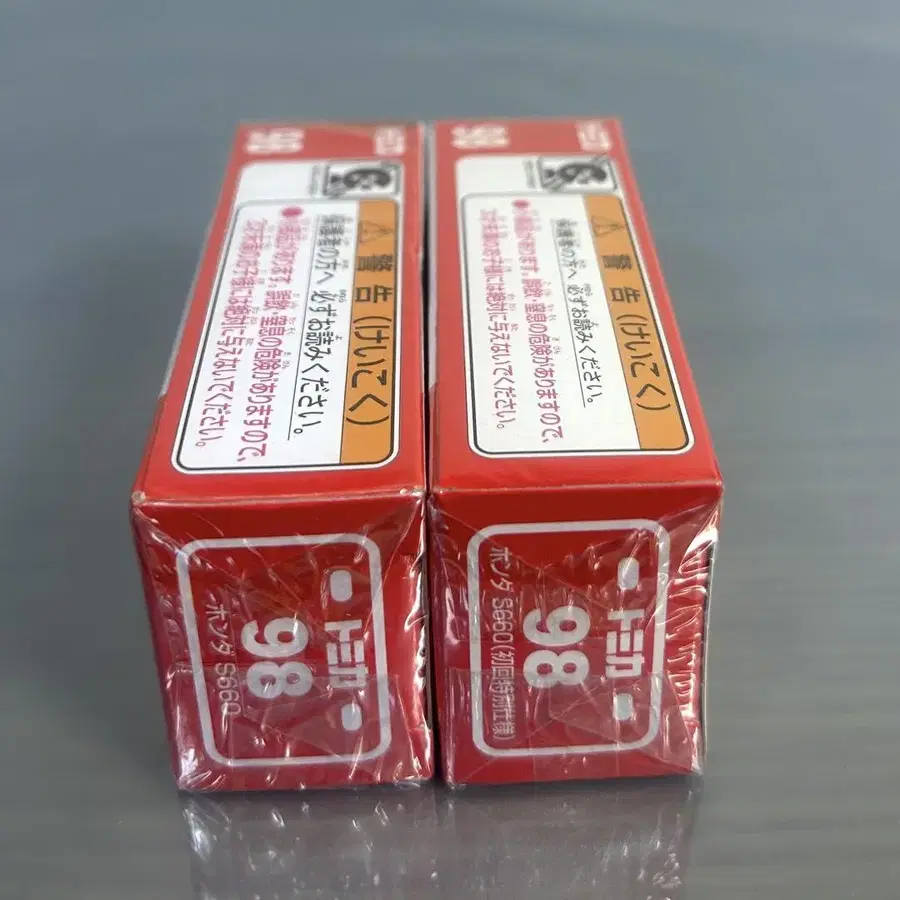 98
トミカ
警告(けいこく)
保護者の方へ 必ずお読みください。
●小部品があります。誤飲・窒息の危険がありますので、
3才未満のお子様には絶対に与えないでください。
トミカ
98
ホンダ S660
98
トミカ
警告(けいこく)
保護者の方へ 必ずお読みください。
●小部品があります。誤飲・窒息の危険がありますので、
3才未満のお子様には絶対に与えないでください。
トミカ
98
ホンダ S660(初回特別仕様)